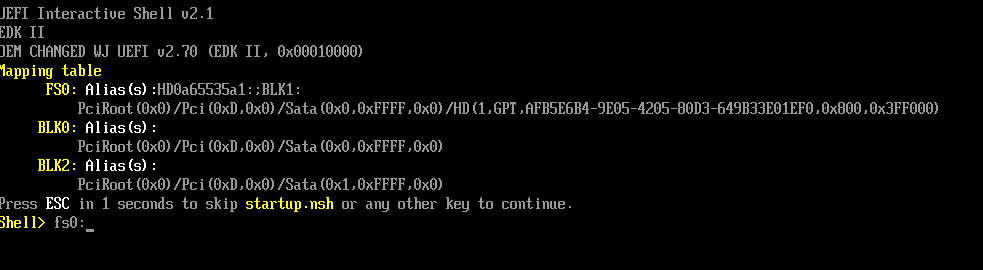 UEFI Interactive Shell v2.1
EDK II
OEM CHANGED WJ UEFI v2.70 (EDK II, 0x00010000)
Mapping table
FS0: Alias(s):HD0a65535a1:;BLK1:
PciRoot(0x0)/Pci(0xD,0x0)/Sata(0x0,0xFFFF,0x0)/HD(1,GPT,AFB5E6B4-9E05-4205-80D3-649B33E01EF0,0x800,0x3FF000)
BLK0: Alias(s):
PciRoot(0x0)/Pci(0xD,0x0)/Sata(0x0,0xFFFF,0x0)
BLK2: Alias(s):
PciRoot(0x0)/Pci(0xD,0x0)/Sata(0x1,0xFFFF,0x0)
Press ESC in 1 seconds to skip startup.nsh or any other key to continue.
Shell> fs0:_